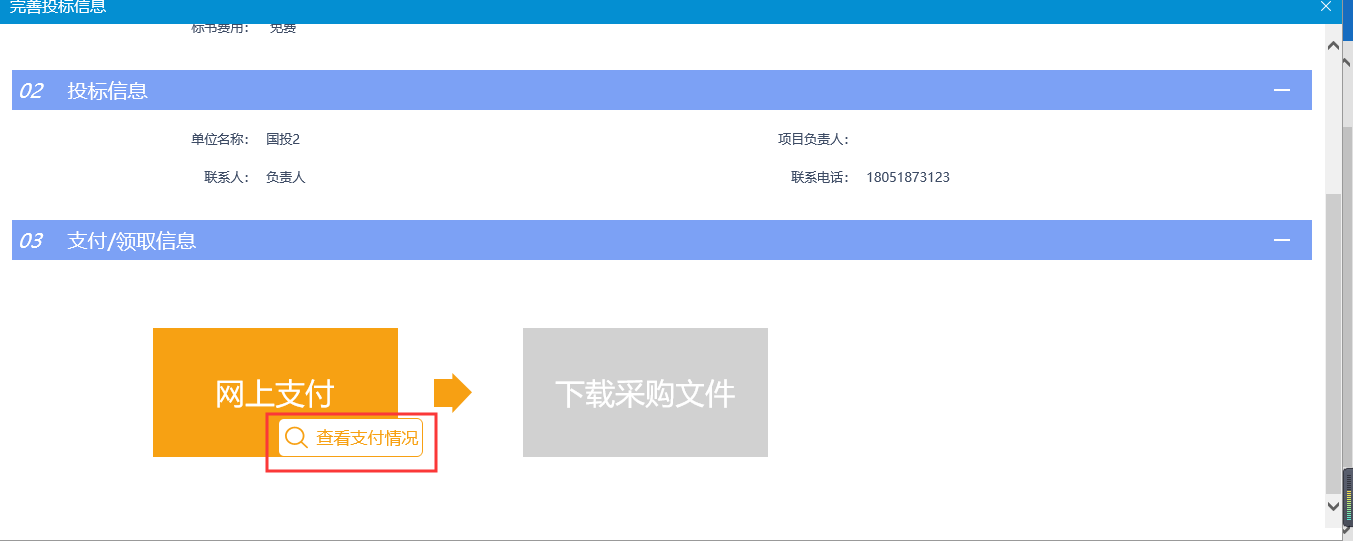 完善投标信息
标书费用： 免费
02 投标信息
单位名称： 国投2 项目负责人：
联系人： 负责人 联系电话： 18051873123
03 支付/领取信息
网上支付
下载采购文件
查看支付情况